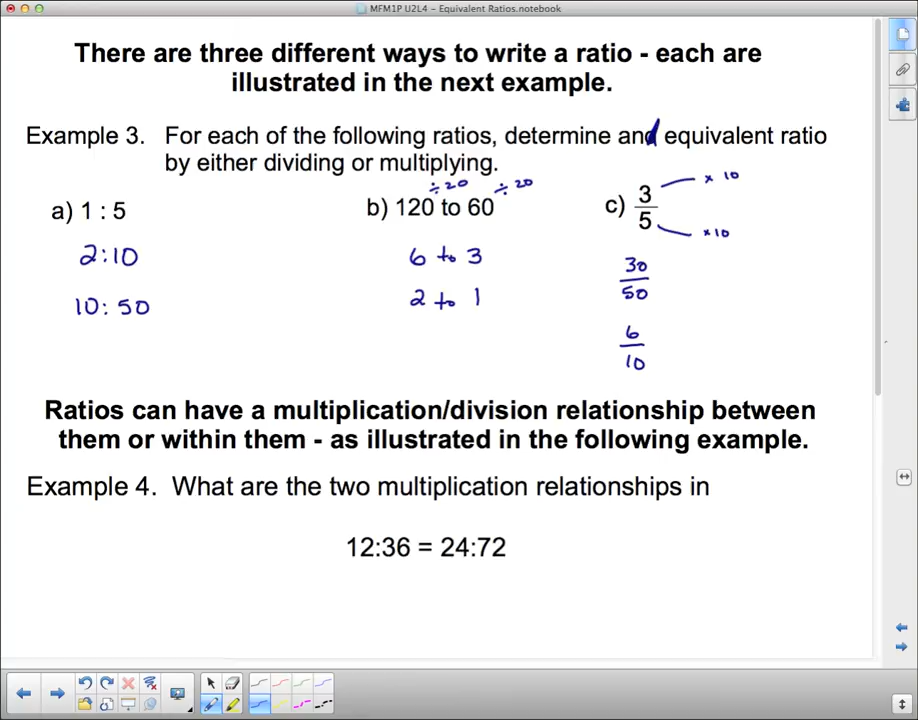 MFM1P U2L4 - Equivalent Ratios.notebook
There are three different ways to write a ratio - each are
illustrated in the next example.
Example 3. For each of the following ratios, determine and equivalent ratio
by either dividing or multiplying.
÷20 ÷20
x 10
a) 1 : 5
b) 120 to 60
c) 3/5
x10
2:10
6 to 3
30/50
10: 50
2 to 1
6/10
Ratios can have a multiplication/division relationship between
them or within them - as illustrated in the following example.
Example 4. What are the two multiplication relationships in
12:36 = 24:72